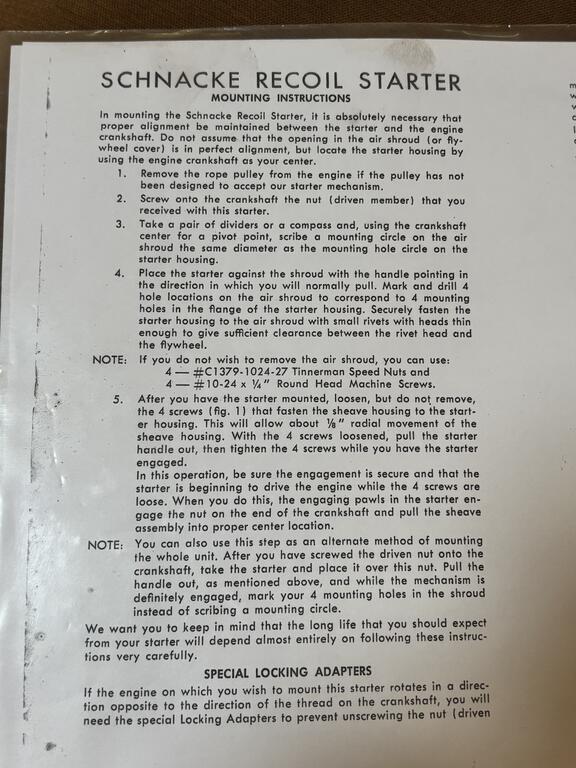 SCHNACKE RECOIL STARTER
MOUNTING INSTRUCTIONS
In mounting the Schnacke Recoil Starter, it is absolutely necessary that
proper alignment be maintained between the starter and the engine
crankshaft. Do not assume that the opening in the air shroud (or fly-
wheel cover) is in perfect alignment, but locate the starter housing by
using the engine crankshaft as your center.
1. Remove the rope pulley from the engine if the pulley has not
been designed to accept our starter mechanism.
2. Screw onto the crankshaft the nut (driven member) that you
received with this starter.
3. Take a pair of dividers or a compass and, using the crankshaft
center for a pivot point, scribe a mounting circle on the air
shroud the same diameter as the mounting hole circle on the
starter housing.
4. Place the starter against the shroud with the handle pointing in
the direction in which you will normally pull. Mark and drill 4
hole locations on the air shroud to correspond to 4 mounting
holes in the flange of the starter housing. Securely fasten the
starter housing to the air shroud with small rivets with heads thin
enough to give sufficient clearance between the rivet head and
the flywheel.
NOTE: If you do not wish to remove the air shroud, you can use:
4 — #C1379-1024-27 Tinnerman Speed Nuts and
4 — #10-24 x ¼" Round Head Machine Screws.
5. After you have the starter mounted, loosen, but do not remove,
the 4 screws (fig. 1) that fasten the sheave housing to the start-
er housing. This will allow about ⅛" radial movement of the
sheave housing. With the 4 screws loosened, pull the starter
handle out, then tighten the 4 screws while you have the starter
engaged.
In this operation, be sure the engagement is secure and that the
starter is beginning to drive the engine while the 4 screws are
loose. When you do this, the engaging pawls in the starter en-
gage the nut on the end of the crankshaft and pull the sheave
assembly into proper center location.
NOTE: You can also use this step as an alternate method of mounting
the whole unit. After you have screwed the driven nut onto the
crankshaft, take the starter and place it over this nut. Pull the
handle out, as mentioned above, and while the mechanism is
definitely engaged, mark your 4 mounting holes in the shroud
instead of scribing a mounting circle.
We want you to keep in mind that the long life that you should expect
from your starter will depend almost entirely on following these instruc-
tions very carefully.
SPECIAL LOCKING ADAPTERS
If the engine on which you wish to mount this starter rotates in a direc-
tion opposite to the direction of the thread on the crankshaft, you will
need the special Locking Adapters to prevent unscrewing the nut (driven